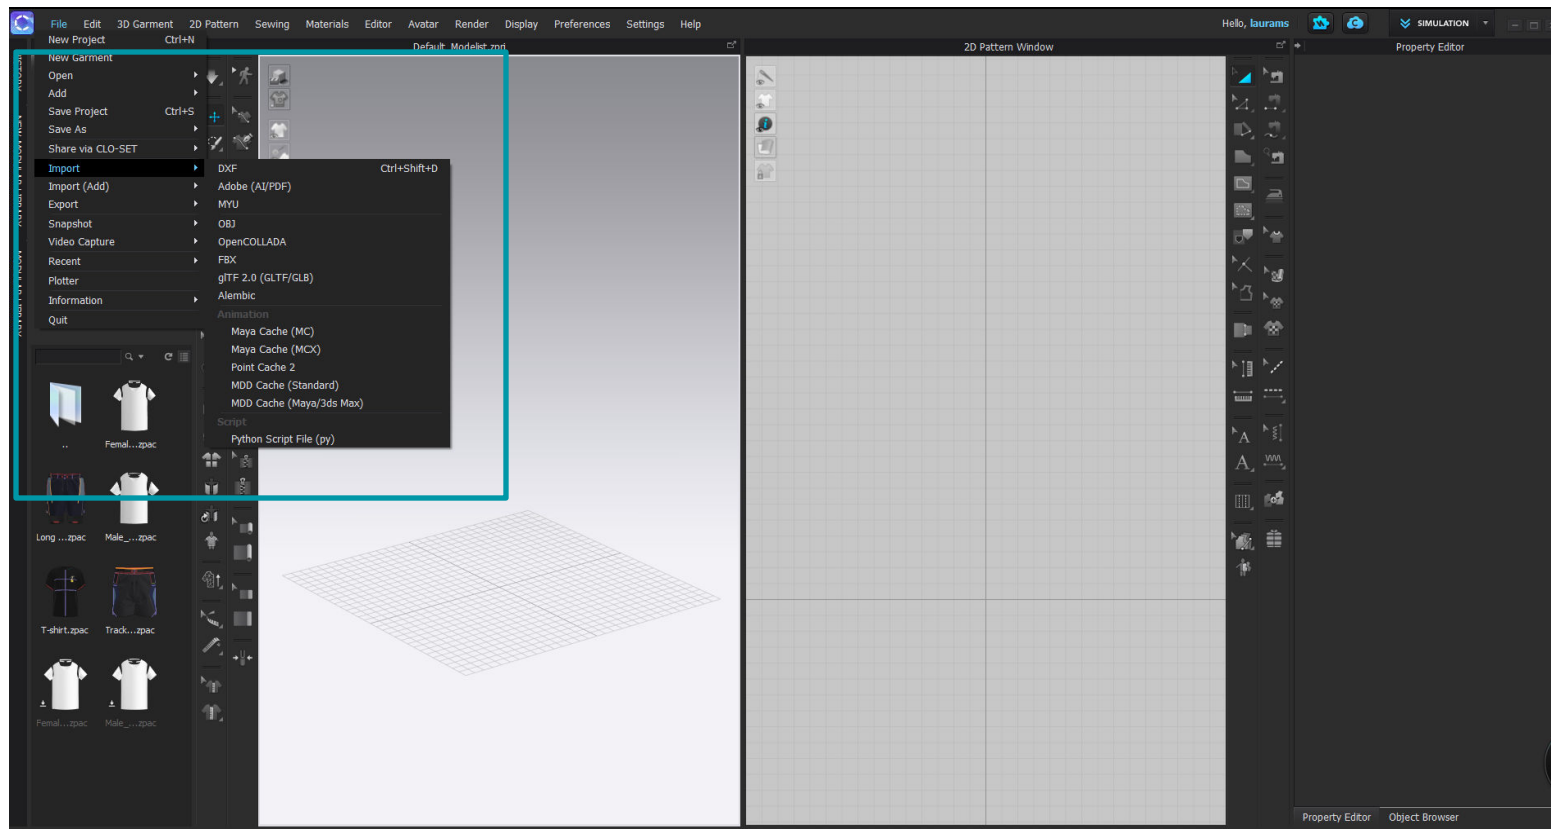 File Edit 3D Garment 2D Pattern Sewing Materials Editor Avatar Render Display Preferences Settings Help
Hello, laurams
SIMULATION
Default_Modelist.zprj
2D Pattern Window
Property Editor
New Project Ctrl+N
New Garment
Open
Add
Save Project Ctrl+S
Save As
Share via CLO-SET
Import
Import (Add)
Export
Snapshot
Video Capture
Recent
Plotter
Information
Quit
DXF Ctrl+Shift+D
Adobe (AI/PDF)
MYU
OBJ
OpenCOLLADA
FBX
glTF 2.0 (GLTF/GLB)
Alembic
Animation
Maya Cache (MC)
Maya Cache (MCX)
Point Cache 2
MDD Cache (Standard)
MDD Cache (Maya/3ds Max)
Script
Python Script File (py)
..
Femal...zpac
Long ...zpac
Male_...zpac
T-shirt.zpac
Track...zpac
Femal...zpac
Male_...zpac
Property Editor
Object Browser